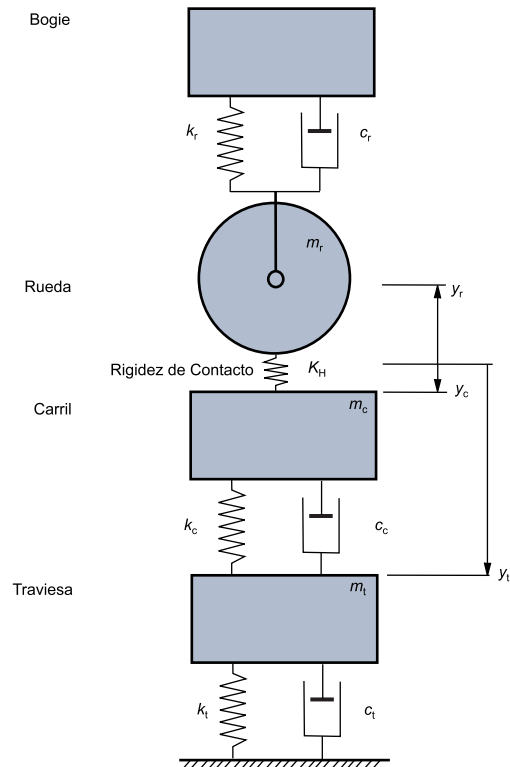 Bogie
kr
cr
mr
Rueda
yr
Rigidez de Contacto
KH
Carril
mc
yc
kc
cc
Traviesa
mt
yt
kt
ct